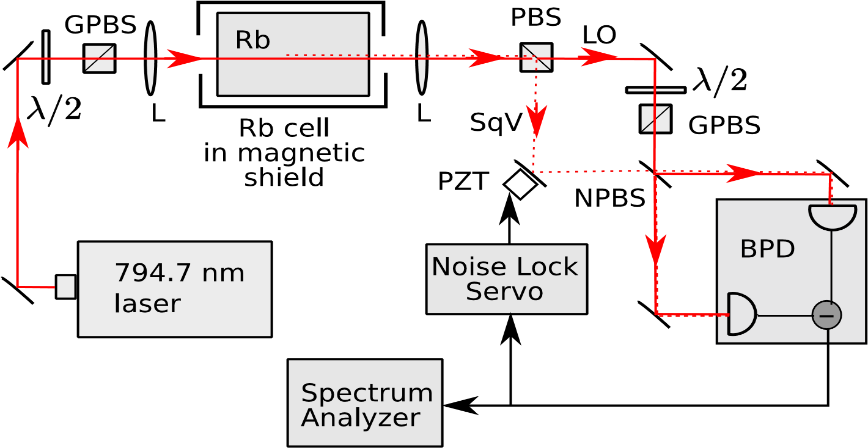 GPBS
Rb
PBS
LO
λ/2
L
L
λ/2
Rb cell
in magnetic
shield
SqV
GPBS
PZT
NPBS
794.7 nm
laser
Noise Lock
Servo
BPD
−
Spectrum
Analyzer